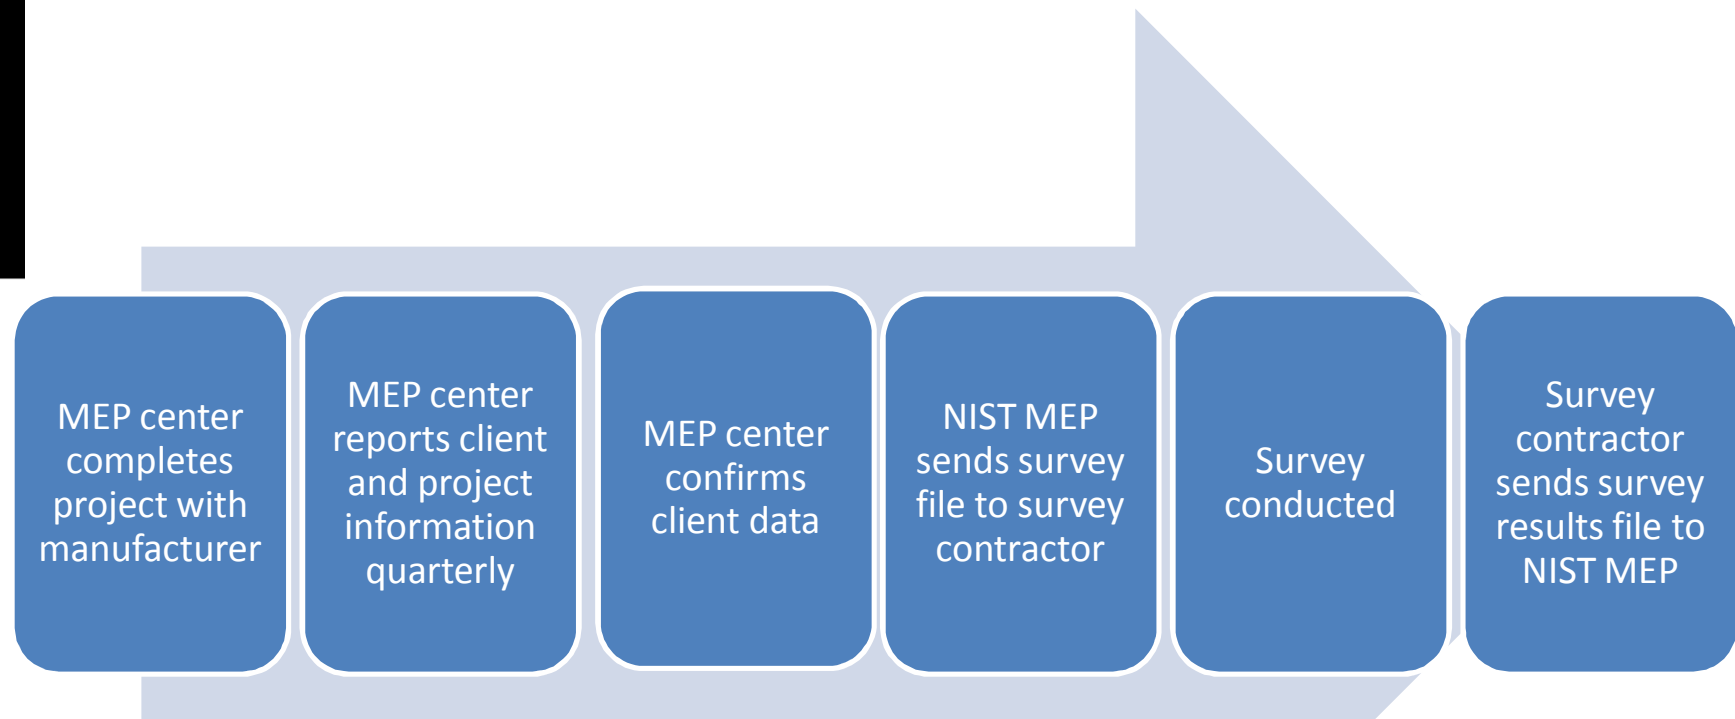 MEP center
completes
project with
manufacturer
MEP center
reports client
and project
information
quarterly
MEP center
confirms
client data
NIST MEP
sends survey
file to survey
contractor
Survey
conducted
Survey
contractor
sends survey
results file to
NIST MEP